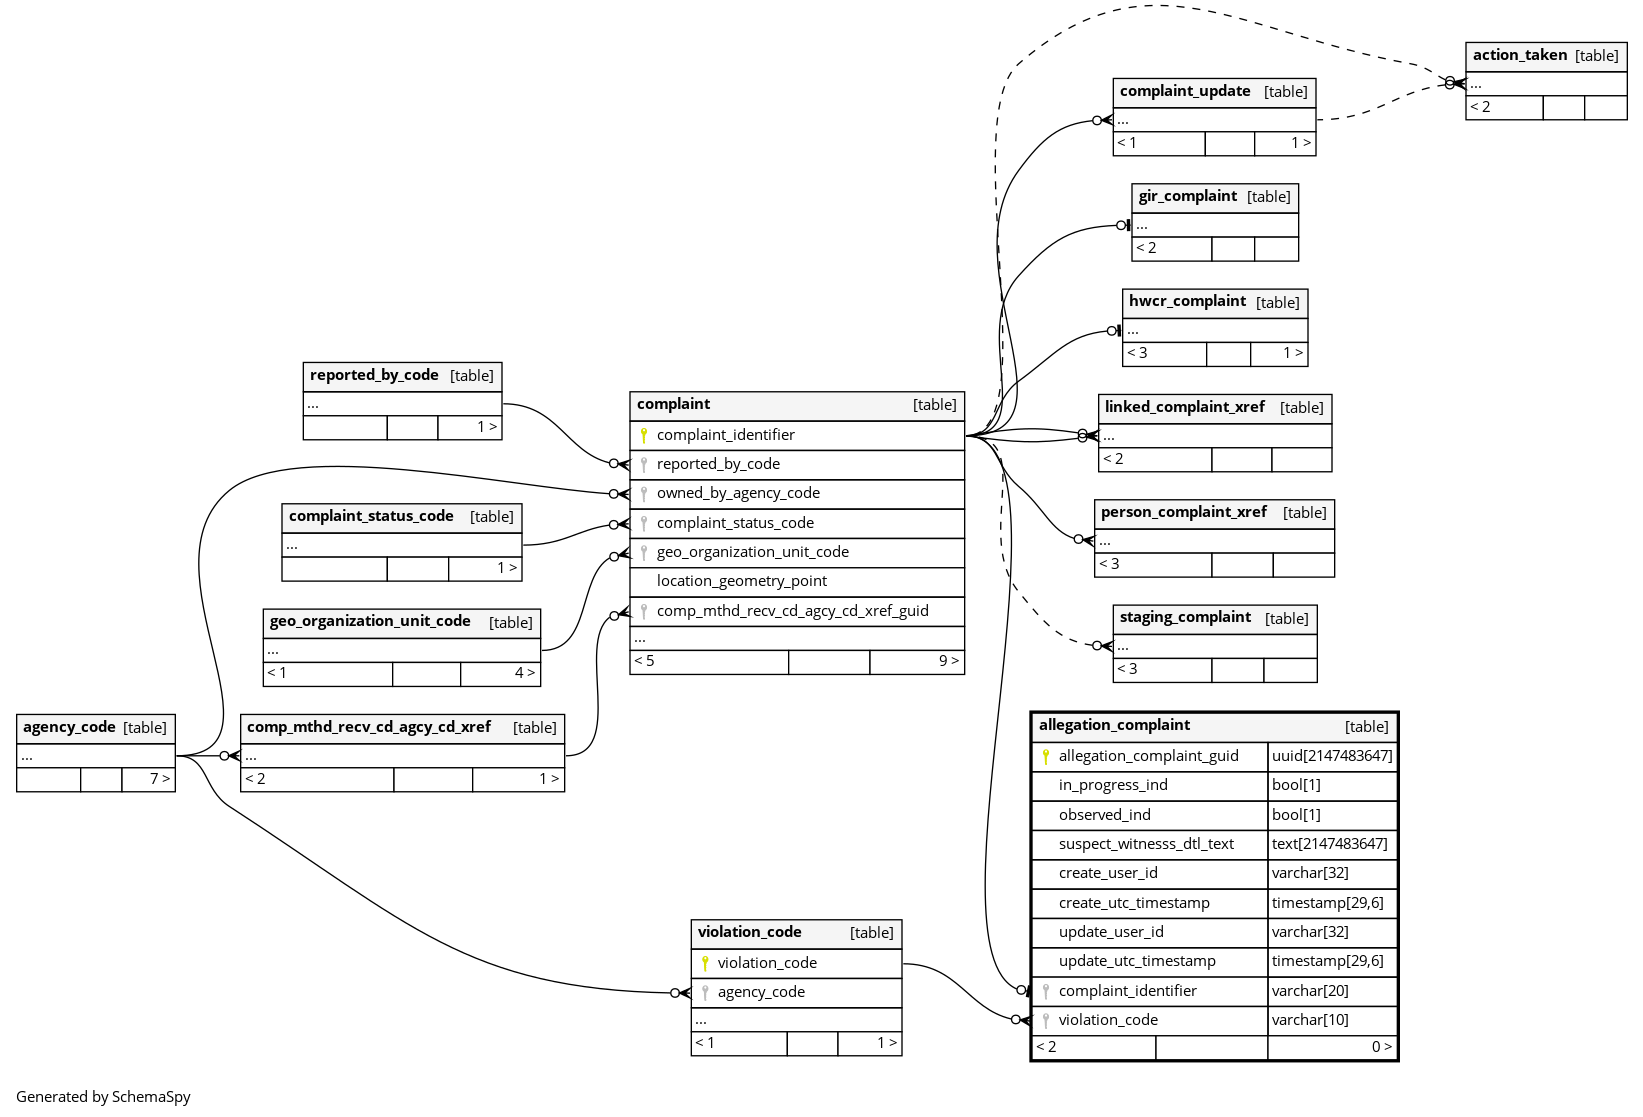 action_taken [table]
...
< 2
complaint_update [table]
...
< 1 1 >
gir_complaint [table]
...
< 2
hwcr_complaint [table]
...
< 3 1 >
reported_by_code [table]
...
1 >
complaint [table]
complaint_identifier
reported_by_code
owned_by_agency_code
complaint_status_code
geo_organization_unit_code
location_geometry_point
comp_mthd_recv_cd_agcy_cd_xref_guid
...
< 5 9 >
linked_complaint_xref [table]
...
< 2
complaint_status_code [table]
...
1 >
person_complaint_xref [table]
...
< 3
geo_organization_unit_code [table]
...
< 1 4 >
staging_complaint [table]
...
< 3
agency_code [table]
...
7 >
comp_mthd_recv_cd_agcy_cd_xref [table]
...
< 2 1 >
allegation_complaint [table]
allegation_complaint_guid uuid[2147483647]
in_progress_ind bool[1]
observed_ind bool[1]
suspect_witnesss_dtl_text text[2147483647]
create_user_id varchar[32]
create_utc_timestamp timestamp[29,6]
update_user_id varchar[32]
update_utc_timestamp timestamp[29,6]
complaint_identifier varchar[20]
violation_code varchar[10]
< 2 0 >
violation_code [table]
violation_code
agency_code
...
< 1 1 >
Generated by SchemaSpy